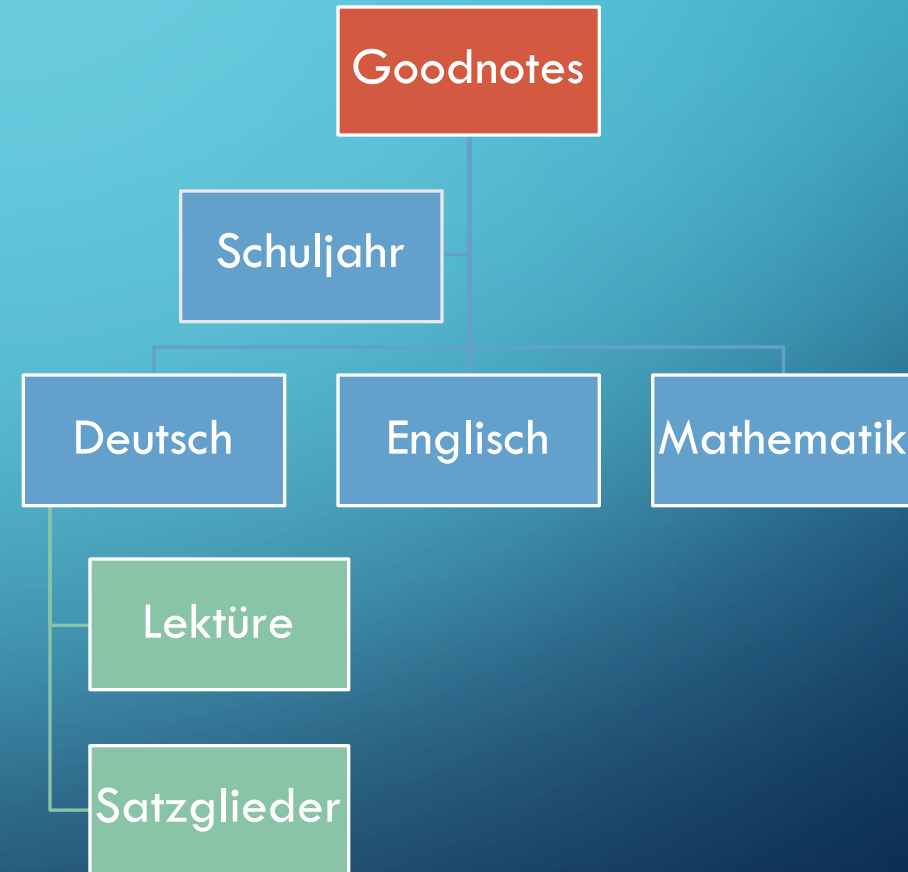 Goodnotes
Schuljahr
Deutsch
Englisch
Mathematik
Lektüre
Satzglieder